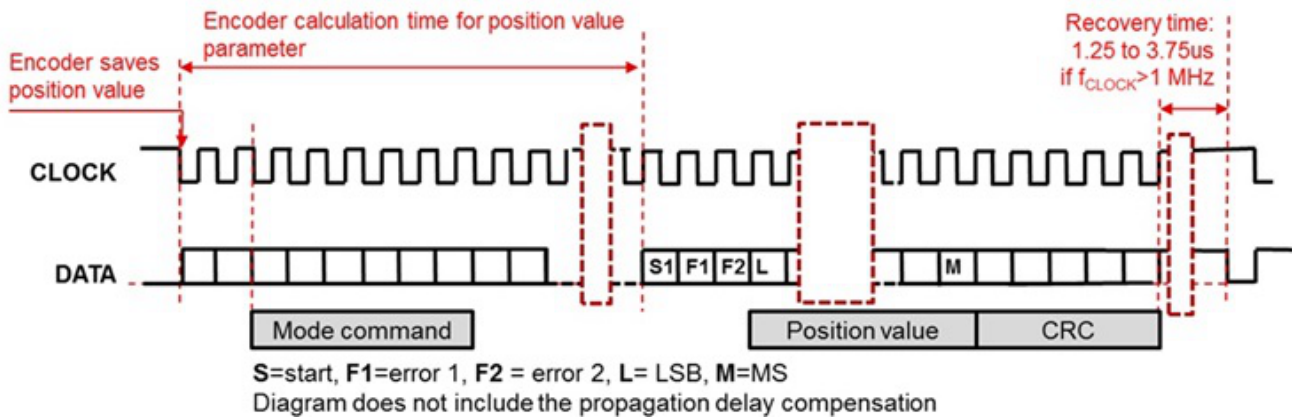 Encoder calculation time for position value
parameter
Recovery time:
1.25 to 3.75us
if fCLOCK>1 MHz
Encoder saves
position value
CLOCK
DATA
S1 F1 F2 L M
Mode command
Position value
CRC
S=start, F1=error 1, F2 = error 2, L= LSB, M=MS
Diagram does not include the propagation delay compensation